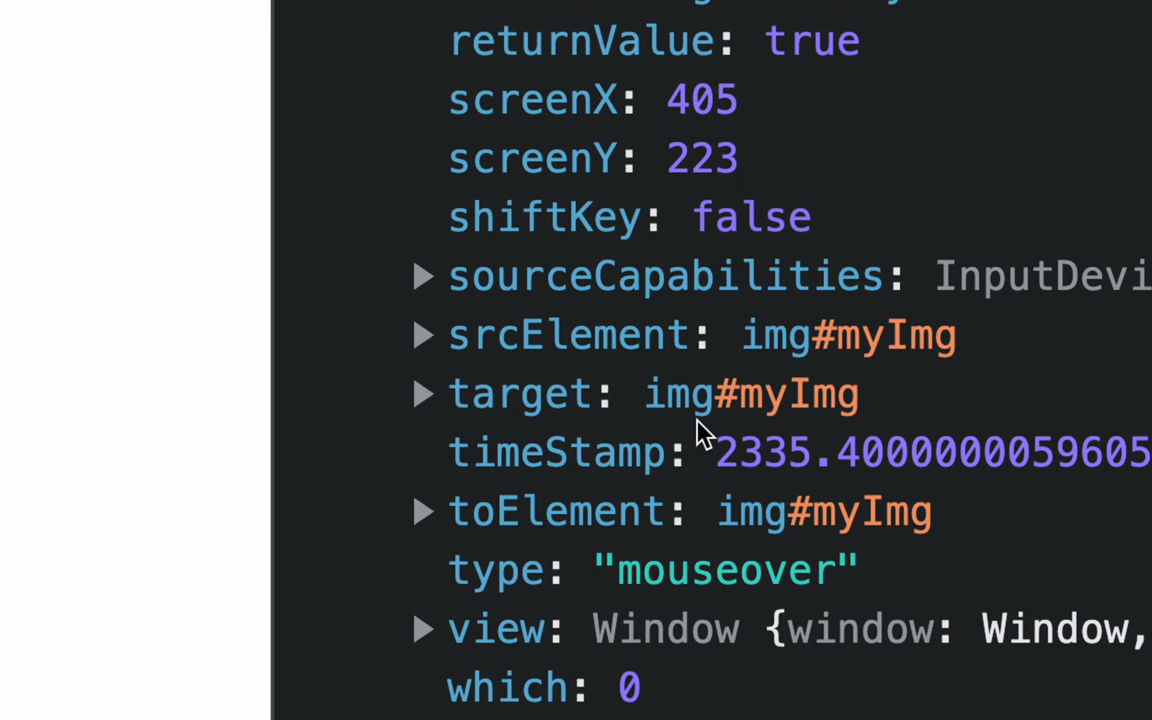 returnValue: true
screenX: 405
screenY: 223
shiftKey: false
sourceCapabilities: InputDevi
srcElement: img#myImg
target: img#myImg
timeStamp: 2335.4000000059605
toElement: img#myImg
type: "mouseover"
view: Window {window: Window,
which: 0